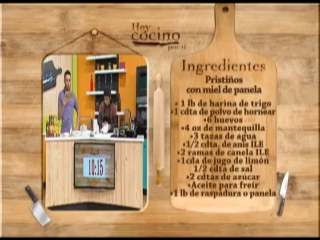 Hoy
cocino
Ingredientes
Pristiños
con miel de panela
• 1 lb de harina de trigo
•1 cdta de polvo de hornear
•6 huevos
•4 oz de mantequilla
•3 tazas de agua
•1/2 cdta, de anis ILE
•2 ramas de canela ILE
•1cda de jugo de limón
1/2 cdta de sal
•2 cdtas de azúcar
•Aceite para freír
•1 lb de raspadura o panela
10:15